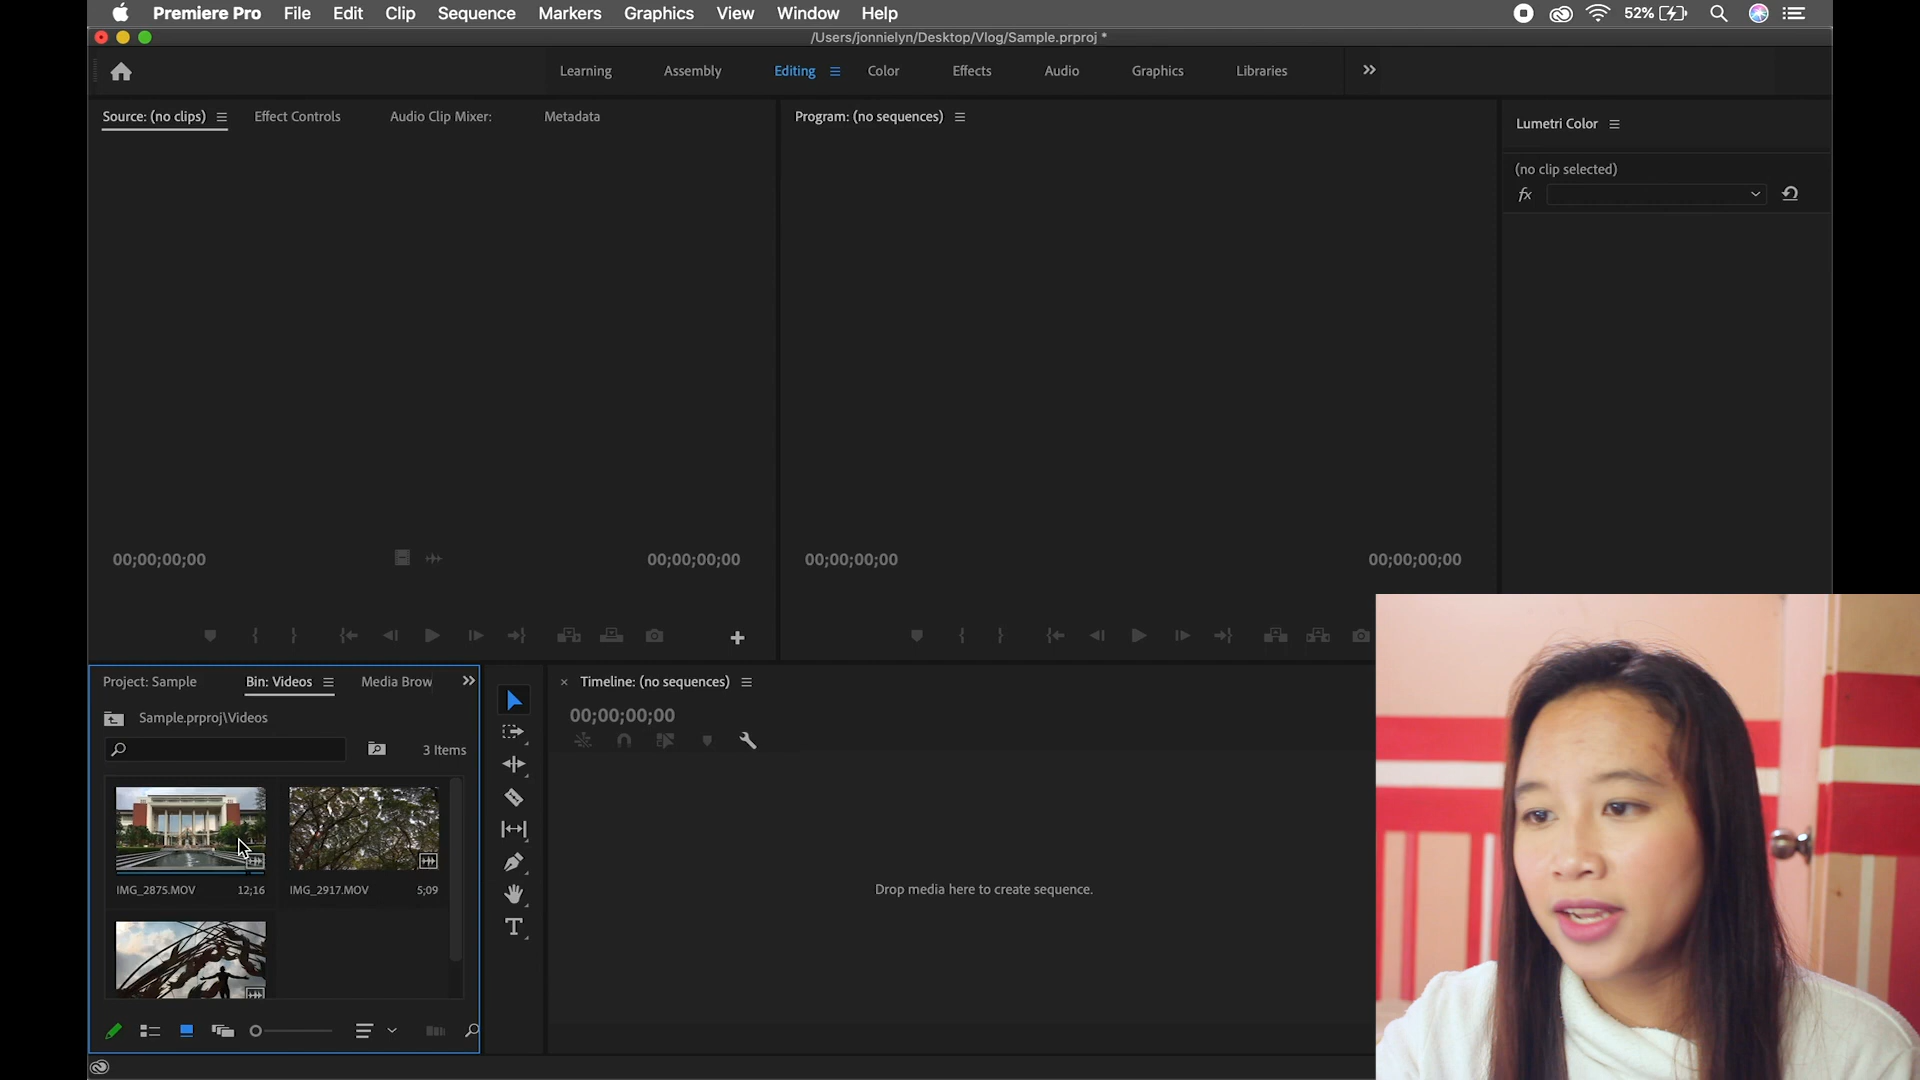 Premiere Pro File Edit Clip Sequence Markers Graphics View Window Help 52%
/Users/jonnielyn/Desktop/Vlog/Sample.prproj *
Learning Assembly Editing Color Effects Audio Graphics Libraries
Source: (no clips) Effect Controls Audio Clip Mixer: Metadata
Program: (no sequences)
Lumetri Color
(no clip selected)
fx
00;00;00;00 00;00;00;00
00;00;00;00 00;00;00;00
Project: Sample Bin: Videos Media Brow
Sample.prproj\Videos
3 Items
IMG_2875.MOV 12;16
IMG_2917.MOV 5;09
Timeline: (no sequences)
00;00;00;00
Drop media here to create sequence.